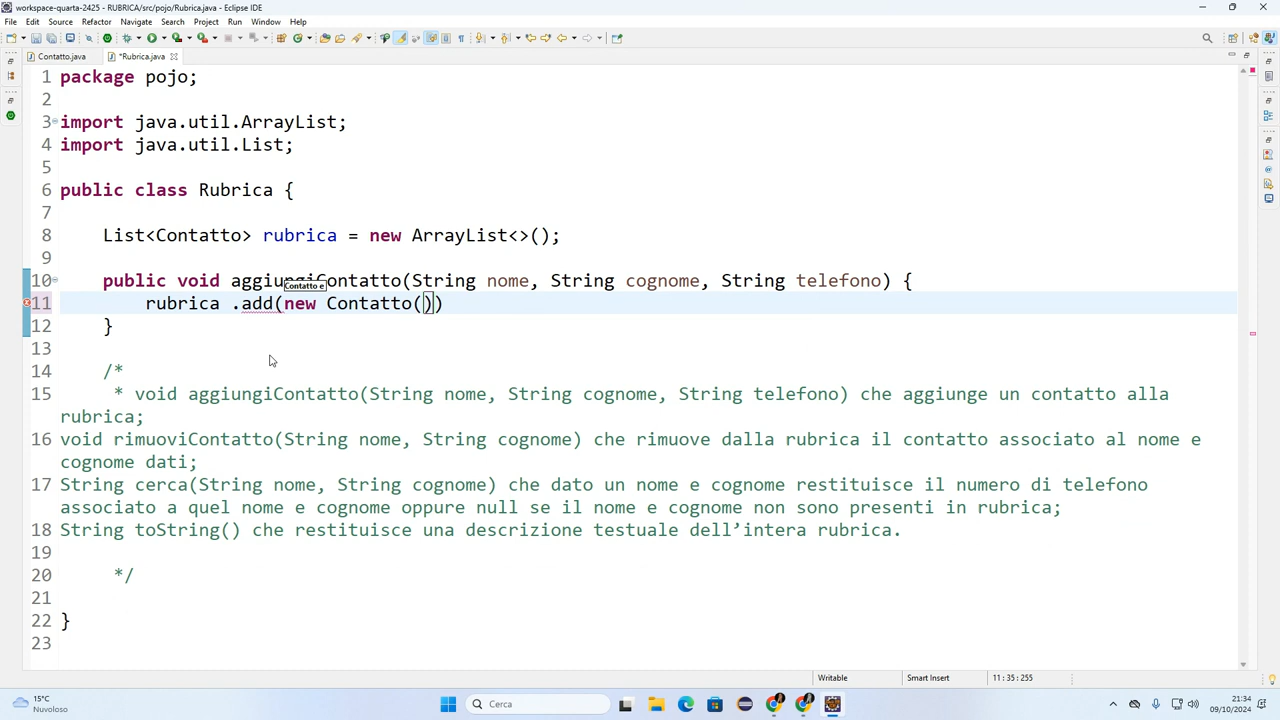 workspace-quarta-2425 - RUBRICA/src/pojo/Rubrica.java - Eclipse IDE
File Edit Source Refactor Navigate Search Project Run Window Help
Contatto.java *Rubrica.java
1 package pojo;
2
3 import java.util.ArrayList;
4 import java.util.List;
5
6 public class Rubrica {
7
8 List<Contatto> rubrica = new ArrayList<>();
9
10 public void aggiungiContatto(String nome, String cognome, String telefono) {
Contatto e
11 rubrica .add(new Contatto())
12 }
13
14 /*
15 * void aggiungiContatto(String nome, String cognome, String telefono) che aggiunge un contatto alla
rubrica;
16 void rimuoviContatto(String nome, String cognome) che rimuove dalla rubrica il contatto associato al nome e
cognome dati;
17 String cerca(String nome, String cognome) che dato un nome e cognome restituisce il numero di telefono
associato a quel nome e cognome oppure null se il nome e cognome non sono presenti in rubrica;
18 String toString() che restituisce una descrizione testuale dell’intera rubrica.
19
20 */
21
22 }
23
Writable Smart Insert 11 : 35 : 255
15°C
Nuvoloso
Cerca
21:34
09/10/2024